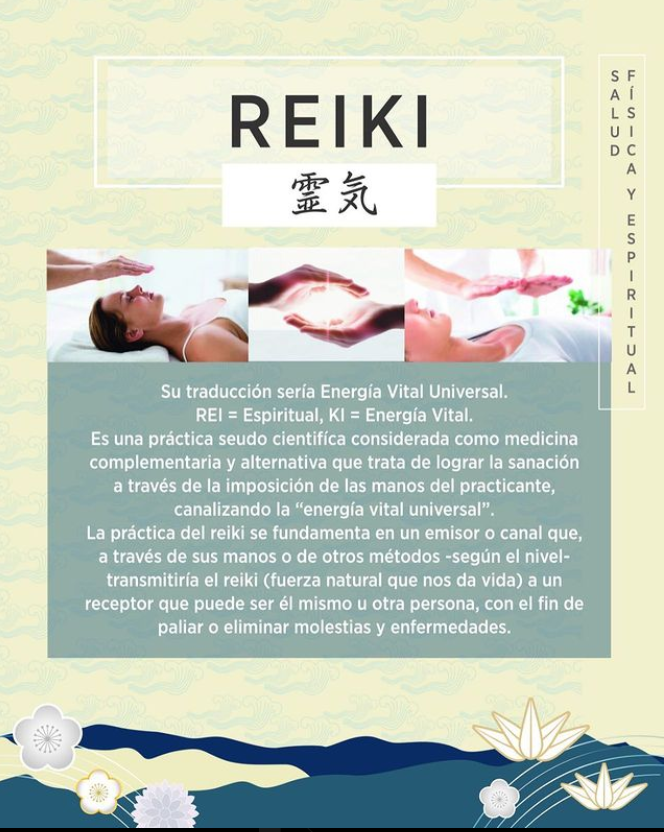 REIKI
霊気
SALUD
FÍSICA Y ESPIRITUAL
Su traducción sería Energía Vital Universal.
REI = Espiritual, KI = Energía Vital.
Es una práctica seudo cientifíca considerada como medicina
complementaria y alternativa que trata de lograr la sanación
a través de la imposición de las manos del practicante,
canalizando la “energía vital universal”.
La práctica del reiki se fundamenta en un emisor o canal que,
a través de sus manos o de otros métodos -según el nivel-
transmitiría el reiki (fuerza natural que nos da vida) a un
receptor que puede ser él mismo u otra persona, con el fin de
paliar o eliminar molestias y enfermedades.